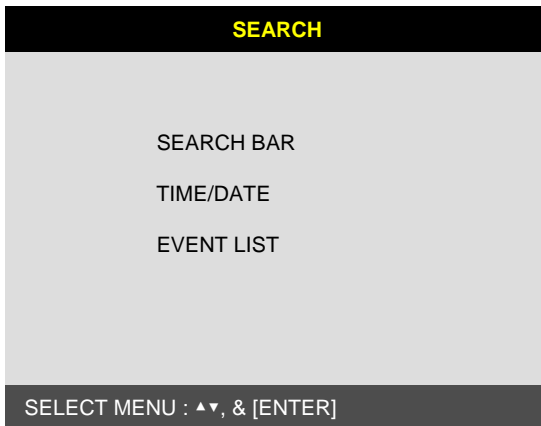 SEARCH
SEARCH BAR
TIME/DATE
EVENT LIST
SELECT MENU : ▲▼, & [ENTER]